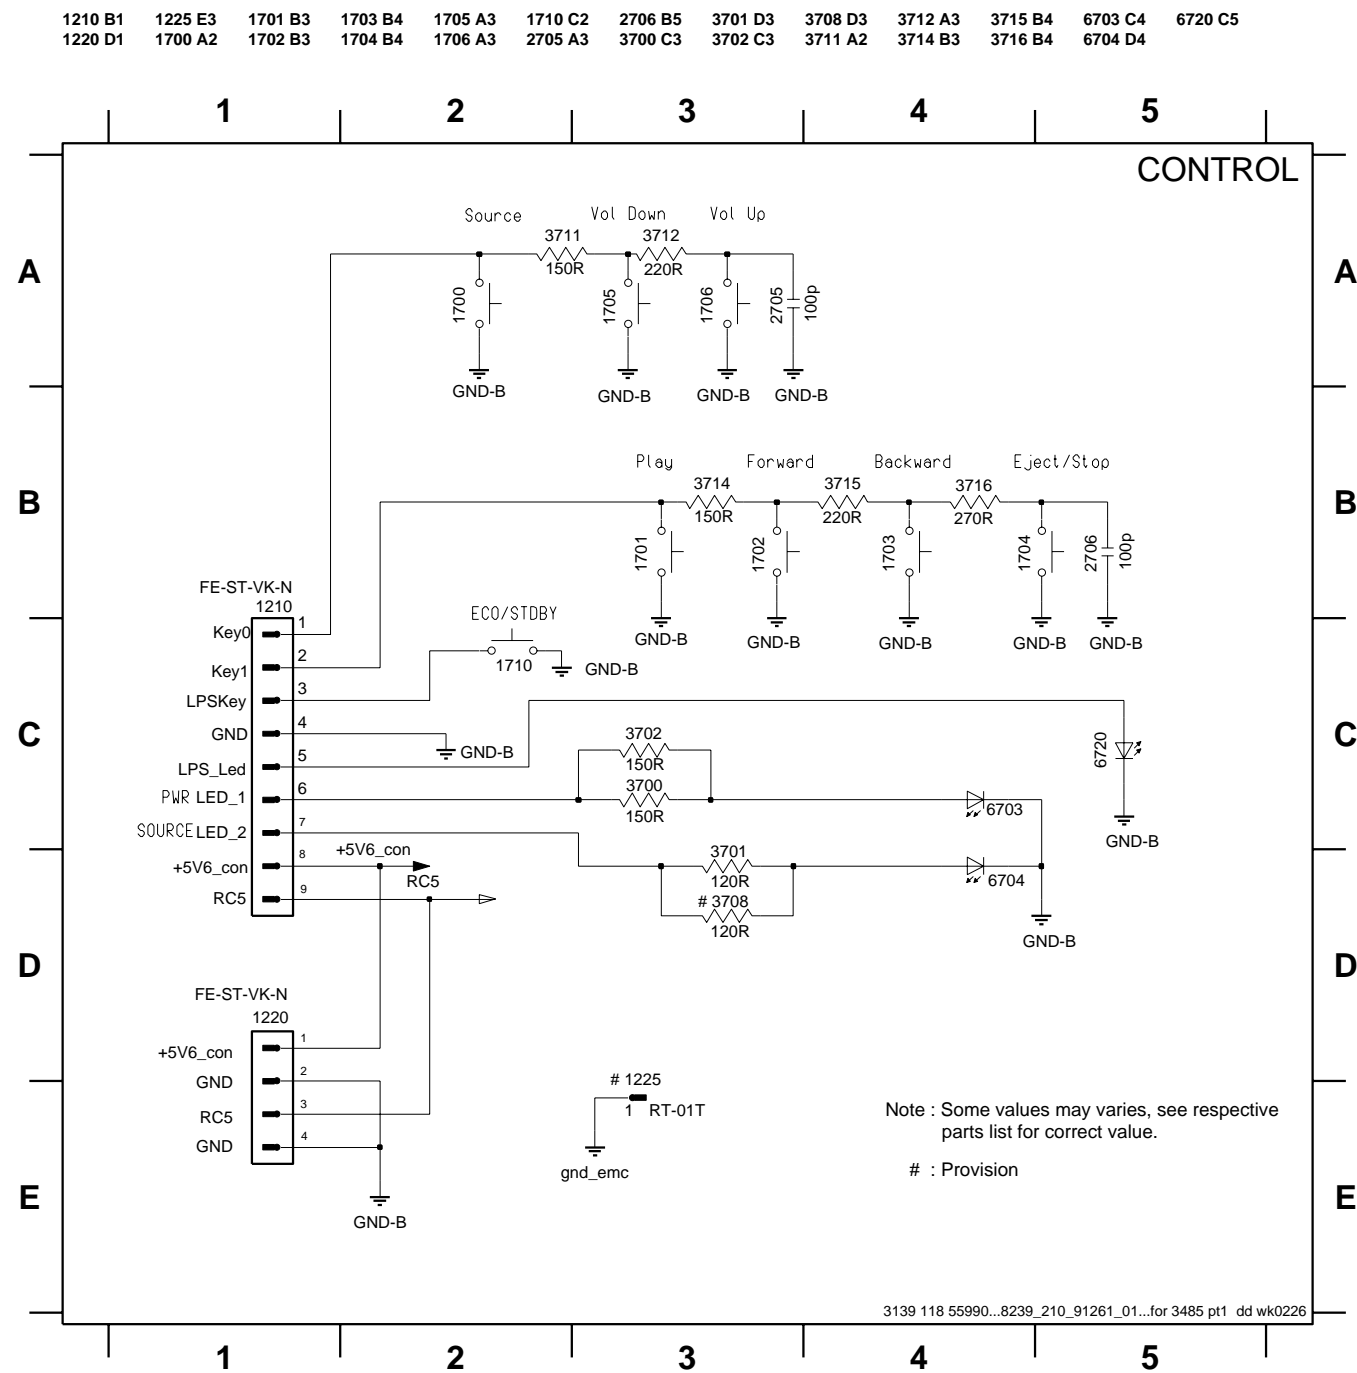 1210 B1 1225 E3 1701 B3 1703 B4 1705 A3 1710 C2 2706 B5 3701 D3 3708 D3 3712 A3 3715 B4 6703 C4 6720 C5
1220 D1 1700 A2 1702 B3 1704 B4 1706 A3 2705 A3 3700 C3 3702 C3 3711 A2 3714 B3 3716 B4 6704 D4
1 2 3 4 5
CONTROL
Source Vol Down Vol Up
3711 3712
150R 220R
A A
1700 1705 1706 2705 100p
GND-B GND-B GND-B GND-B
Play Forward Backward Eject/Stop
3714 3715 3716
B B
150R 220R 270R
1701 1702 1703 1704 2706 100p
FE-ST-VK-N
1210
ECO/STDBY
Key0 1
GND-B GND-B GND-B GND-B GND-B
Key1 2
1710 GND-B
LPSKey 3
C C
GND 4
GND-B
3702
150R
6720
LPS_Led 5
3700
PWR LED_1 6
150R
6703
SOURCE LED_2 7
GND-B
+5V6_con
3701
+5V6_con 8
RC5
120R
6704
RC5 9
# 3708
120R
GND-B
D D
FE-ST-VK-N
1220
+5V6_con 1
GND 2
# 1225
1 RT-01T
RC5 3
GND 4
Note : Some values may varies, see respective
parts list for correct value.
# : Provision
gnd_emc
E E
GND-B
3139 118 55990...8239_210_91261_01...for 3485 pt1 dd wk0226
1 2 3 4 5